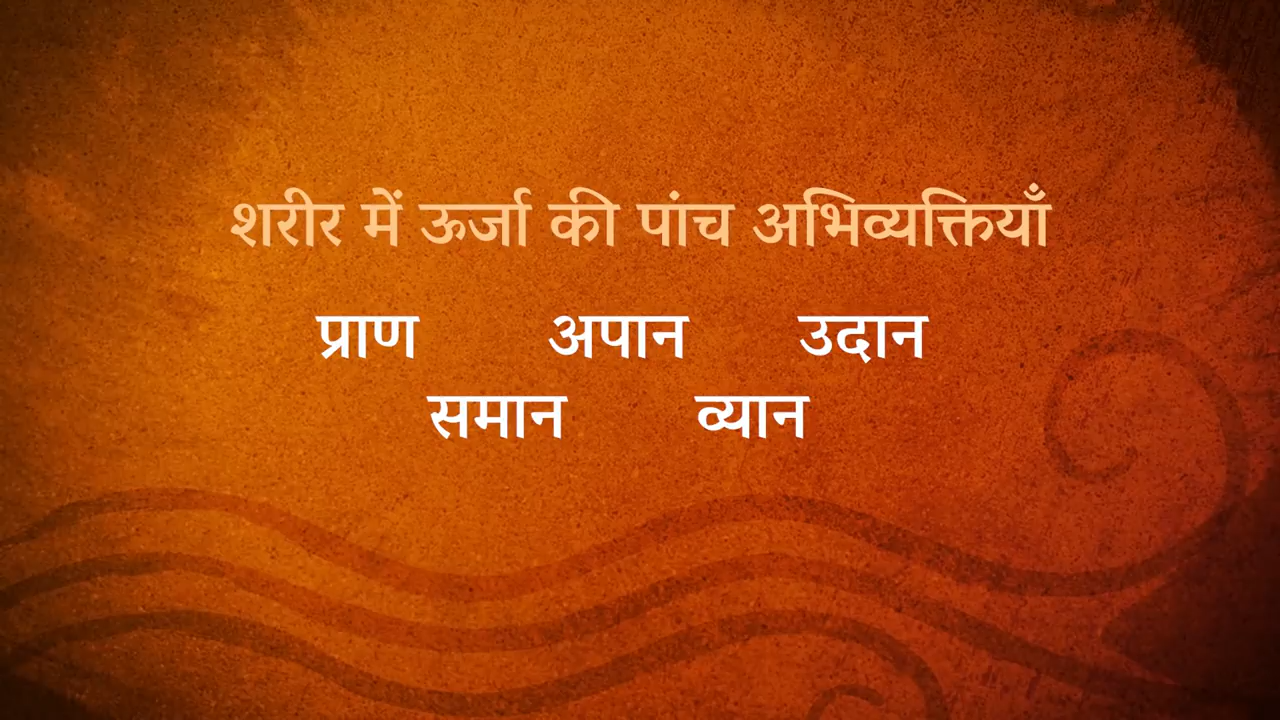 शरीर में ऊर्जा की पांच अभिव्यक्तियाँ
प्राण अपान उदान
समान व्यान